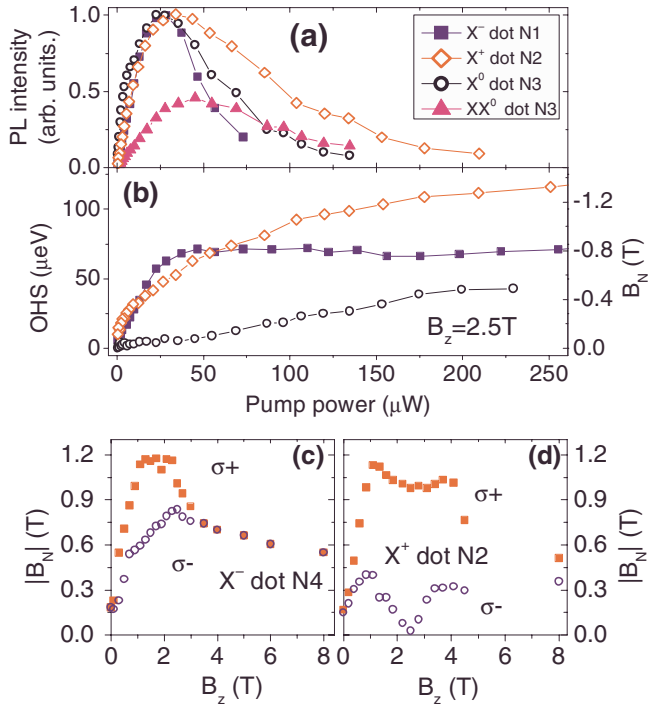 (a)
PL intensity
(arb. units.)
1.0
0.5
0.0
X⁻ dot N1
X⁺ dot N2
X⁰ dot N3
XX⁰ dot N3
(b)
OHS (μeV)
100
50
0
-1.2
-0.8
-0.4
0.0
B_N (T)
B_z=2.5T
0 50 100 150 200 250
Pump power (μW)
(c)
|B_N| (T)
1.2
0.9
0.6
0.3
0.0
σ+
σ-
X⁻ dot N4
0 2 4 6 8
B_z (T)
(d)
σ+
X⁺ dot N2
σ-
1.2
0.9
0.6
0.3
0.0
|B_N| (T)
0 2 4 6 8
B_z (T)